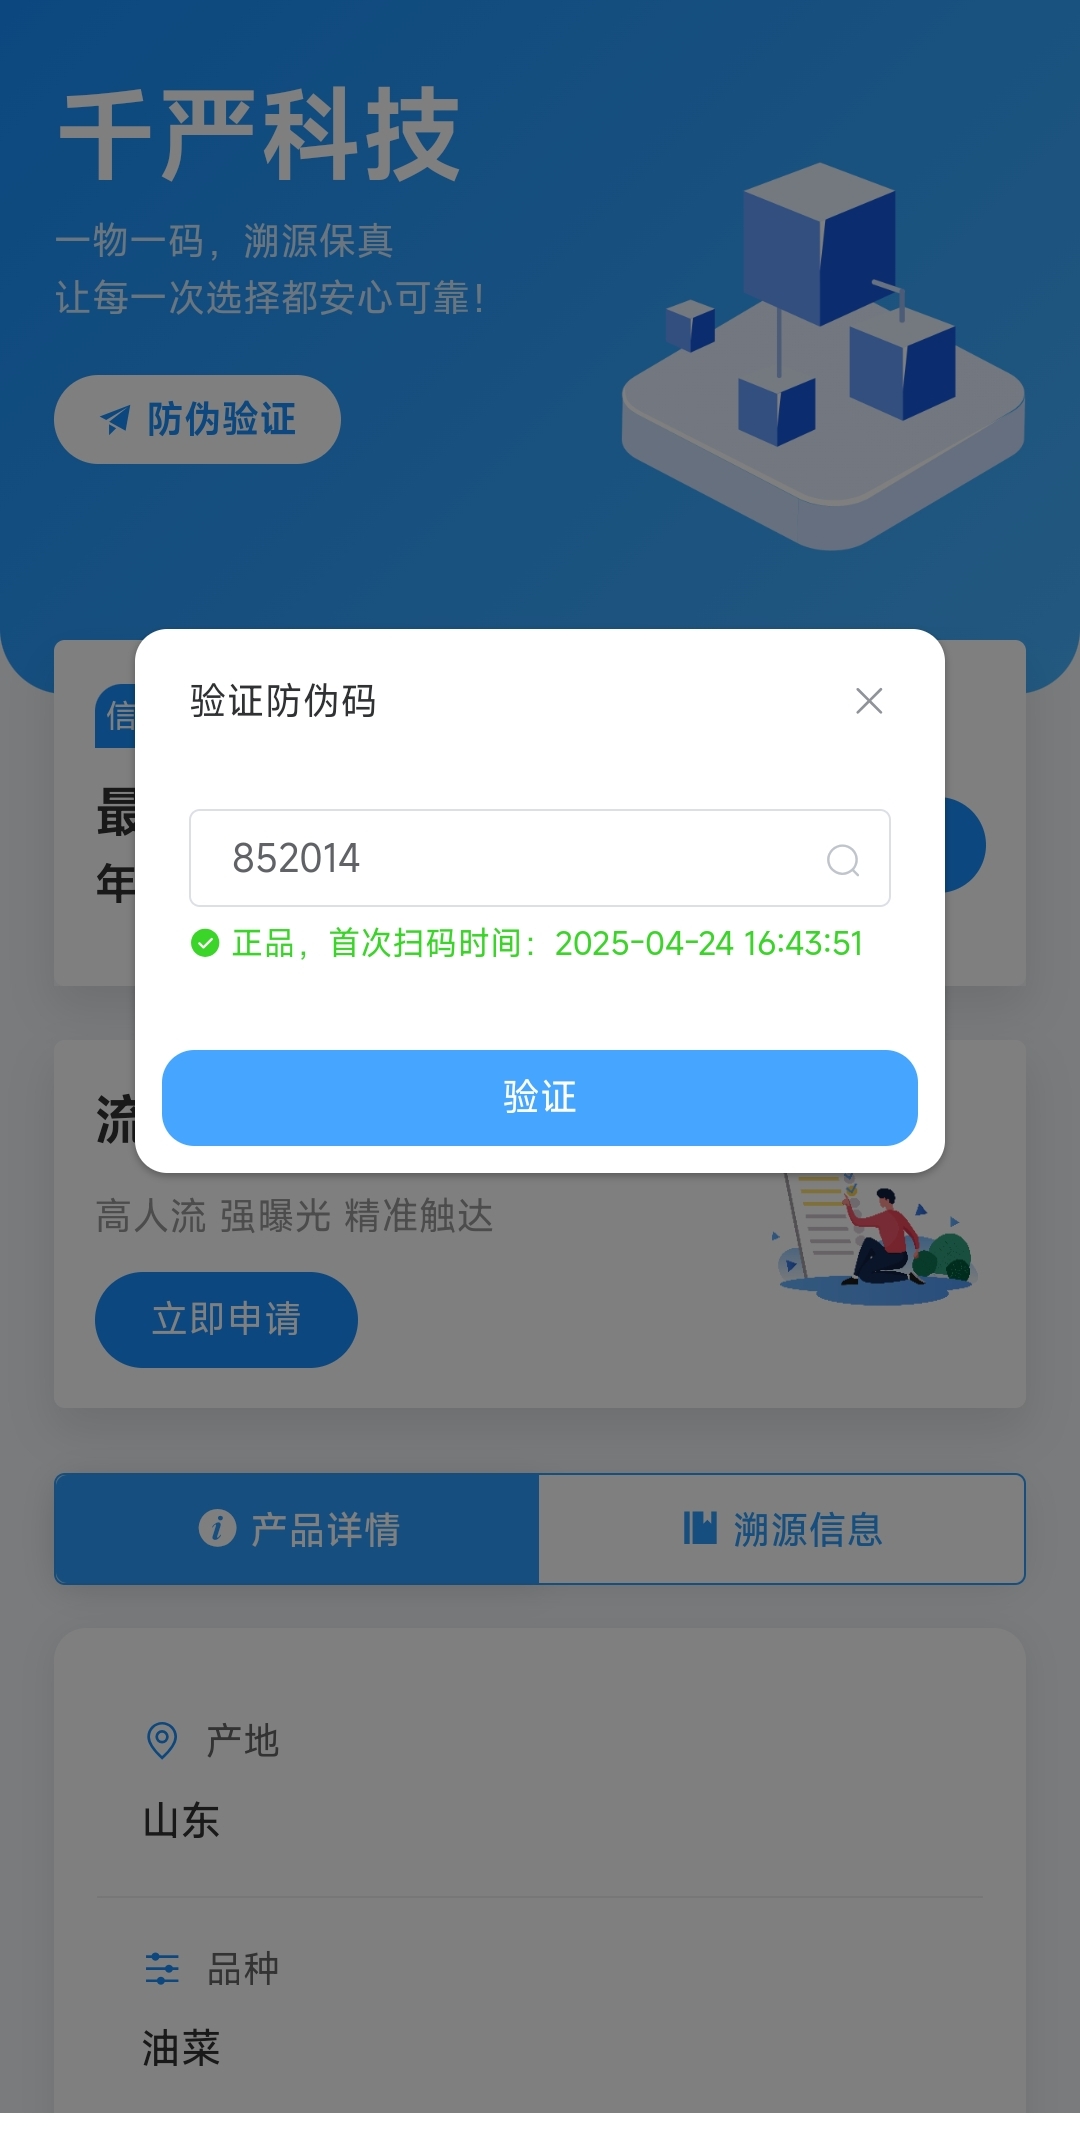 千严科技
一物一码，溯源保真
让每一次选择都安心可靠!
防伪验证
信
验证防伪码
最
年
852014
正品，首次扫码时间：2025-04-24 16:43:51
验证
流
高人流 强曝光 精准触达
立即申请
产品详情
溯源信息
产地
山东
品种
油菜